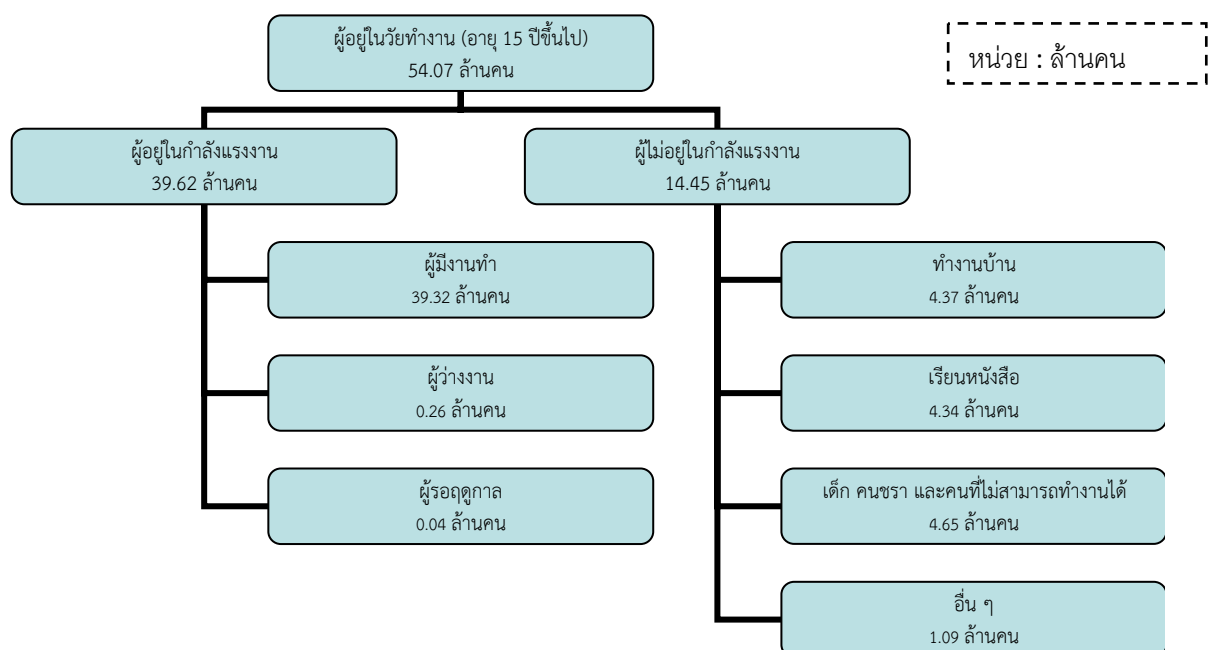 ผู้อยู่ในวัยทำงาน (อายุ 15 ปีขึ้นไป)
54.07 ล้านคน
หน่วย : ล้านคน
ผู้อยู่ในกำลังแรงงาน
39.62 ล้านคน
ผู้ไม่อยู่ในกำลังแรงงาน
14.45 ล้านคน
ผู้มีงานทำ
39.32 ล้านคน
ทำงานบ้าน
4.37 ล้านคน
ผู้ว่างงาน
0.26 ล้านคน
เรียนหนังสือ
4.34 ล้านคน
ผู้รอฤดูกาล
0.04 ล้านคน
เด็ก คนชรา และคนที่ไม่สามารถทำงานได้
4.65 ล้านคน
อื่น ๆ
1.09 ล้านคน